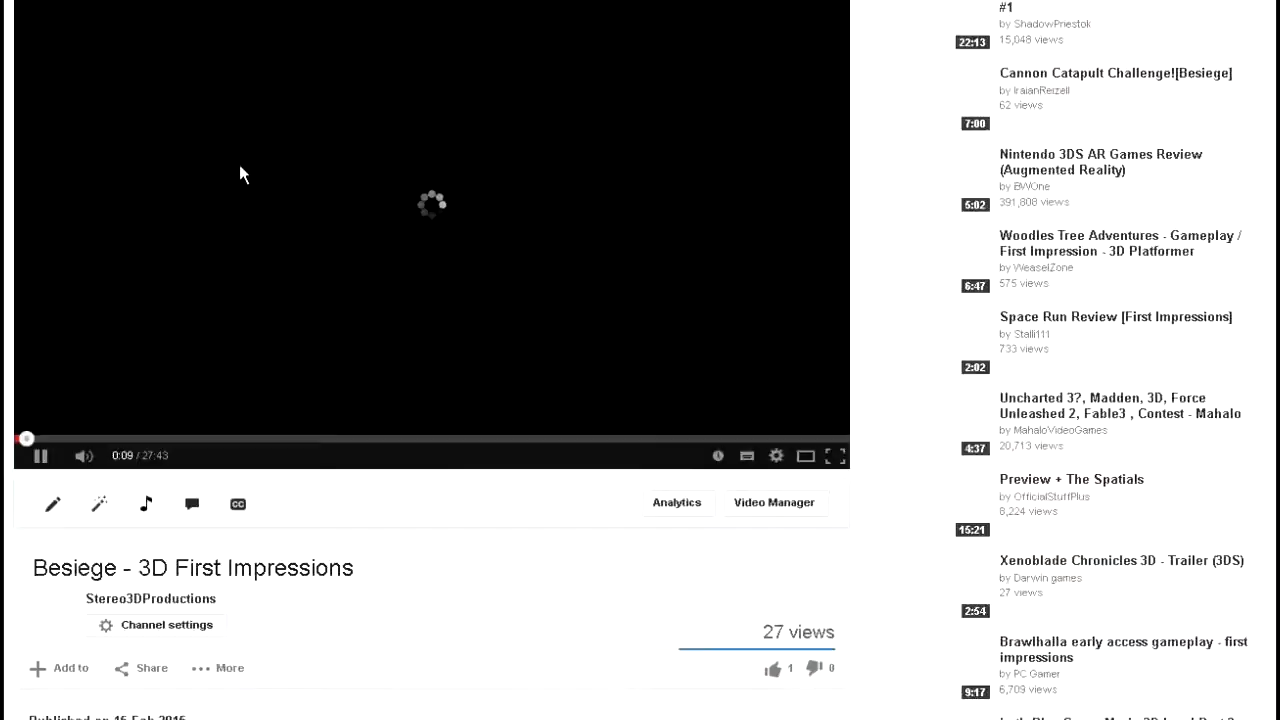 #1
by ShadowPriestok
22:13
15,048 views
Cannon Catapult Challenge![Besiege]
by IraianReizell
62 views
7:00
Nintendo 3DS AR Games Review
(Augmented Reality)
by BWOne
5:02
391,808 views
Woodles Tree Adventures - Gameplay /
First Impression - 3D Platformer
by WeaselZone
6:47
575 views
Space Run Review [First Impressions]
by Stalli111
733 views
2:02
Uncharted 3?, Madden, 3D, Force
Unleashed 2, Fable3 , Contest - Mahalo
by MahaloVideoGames
4:37
20,713 views
Preview + The Spatials
by OfficialStuffPlus
8,224 views
15:21
Xenoblade Chronicles 3D - Trailer (3DS)
by Darwin games
27 views
2:54
Brawlhalla early access gameplay - first
impressions
by PC Gamer
9:17
6,709 views
0:09 / 27:43
CC
Analytics
Video Manager
Besiege - 3D First Impressions
Stereo3DProductions
Channel settings
27 views
Add to
Share
More
1
0
Published on 16 Feb 2015